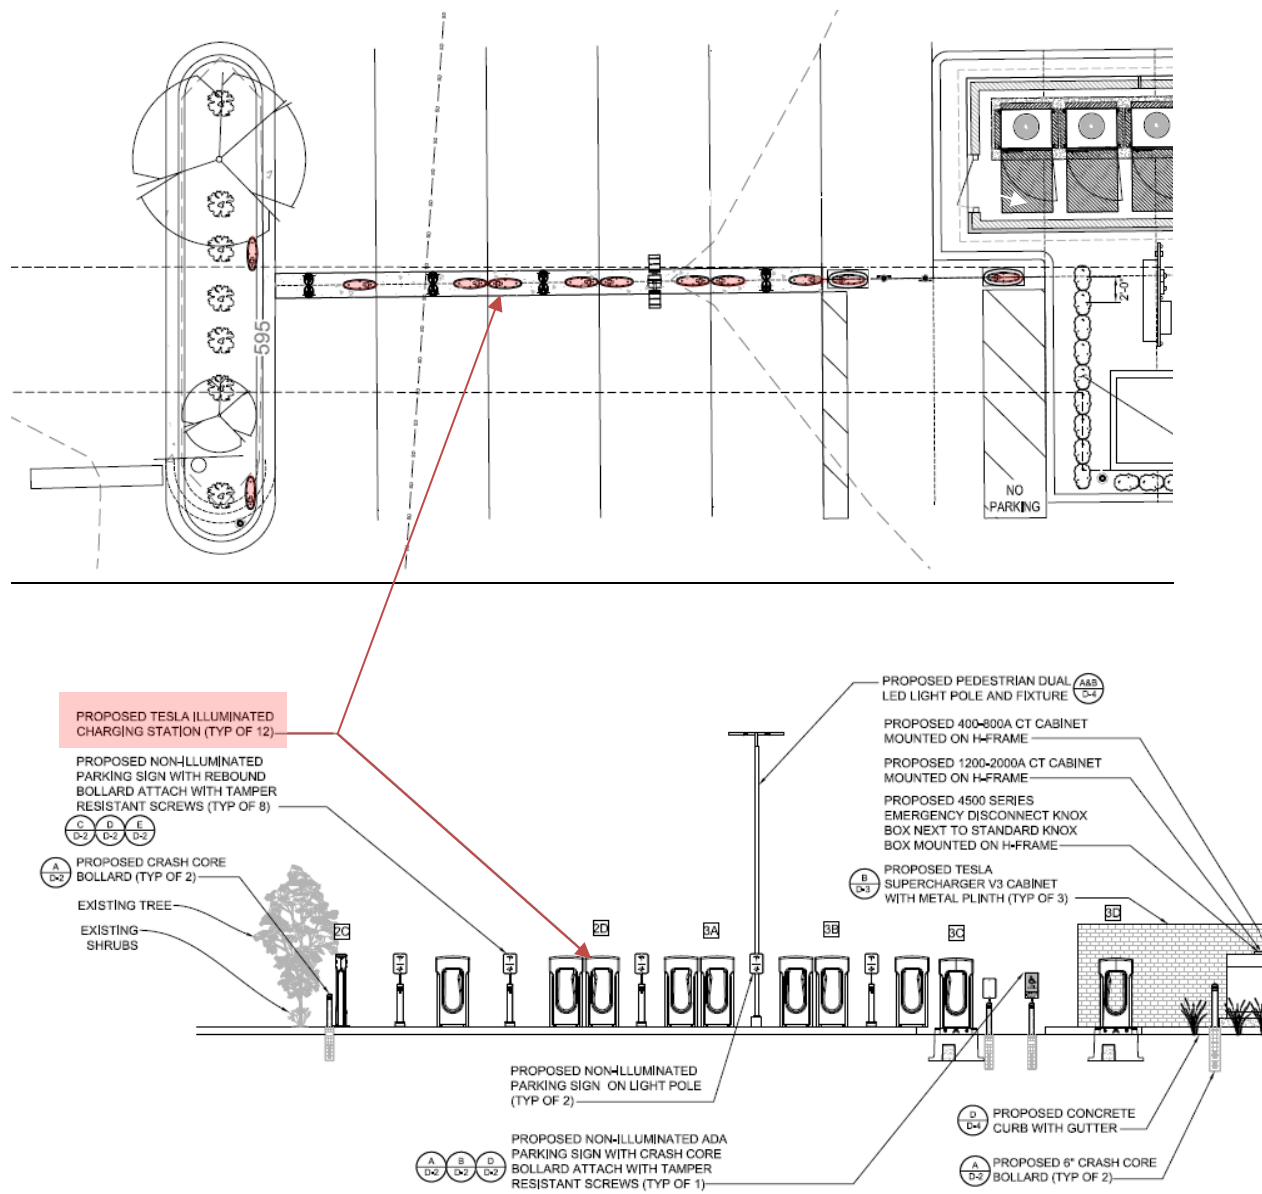 595
2'-0"
NO
PARKING
PROPOSED TESLA ILLUMINATED
CHARGING STATION (TYP OF 12)
PROPOSED NON-ILLUMINATED
PARKING SIGN WITH REBOUND
BOLLARD ATTACH WITH TAMPER
RESISTANT SCREWS (TYP OF 8)
C D E
D-2 D-2 D-2
A
D-2
PROPOSED CRASH CORE
BOLLARD (TYP OF 2)
EXISTING TREE
EXISTING
SHRUBS
PROPOSED PEDESTRIAN DUAL
LED LIGHT POLE AND FIXTURE
A&B
D-4
PROPOSED 400-800A CT CABINET
MOUNTED ON H-FRAME
PROPOSED 1200-2000A CT CABINET
MOUNTED ON H-FRAME
PROPOSED 4500 SERIES
EMERGENCY DISCONNECT KNOX
BOX NEXT TO STANDARD KNOX
BOX MOUNTED ON H-FRAME
B
D-3
PROPOSED TESLA
SUPERCHARGER V3 CABINET
WITH METAL PLINTH (TYP OF 3)
2C
2D
3A
3B
3C
3D
PROPOSED NON-ILLUMINATED
PARKING SIGN ON LIGHT POLE
(TYP OF 2)
A B D
D-2 D-2 D-2
PROPOSED NON-ILLUMINATED ADA
PARKING SIGN WITH CRASH CORE
BOLLARD ATTACH WITH TAMPER
RESISTANT SCREWS (TYP OF 1)
D
D-4
PROPOSED CONCRETE
CURB WITH GUTTER
A
D-2
PROPOSED 6" CRASH CORE
BOLLARD (TYP OF 2)